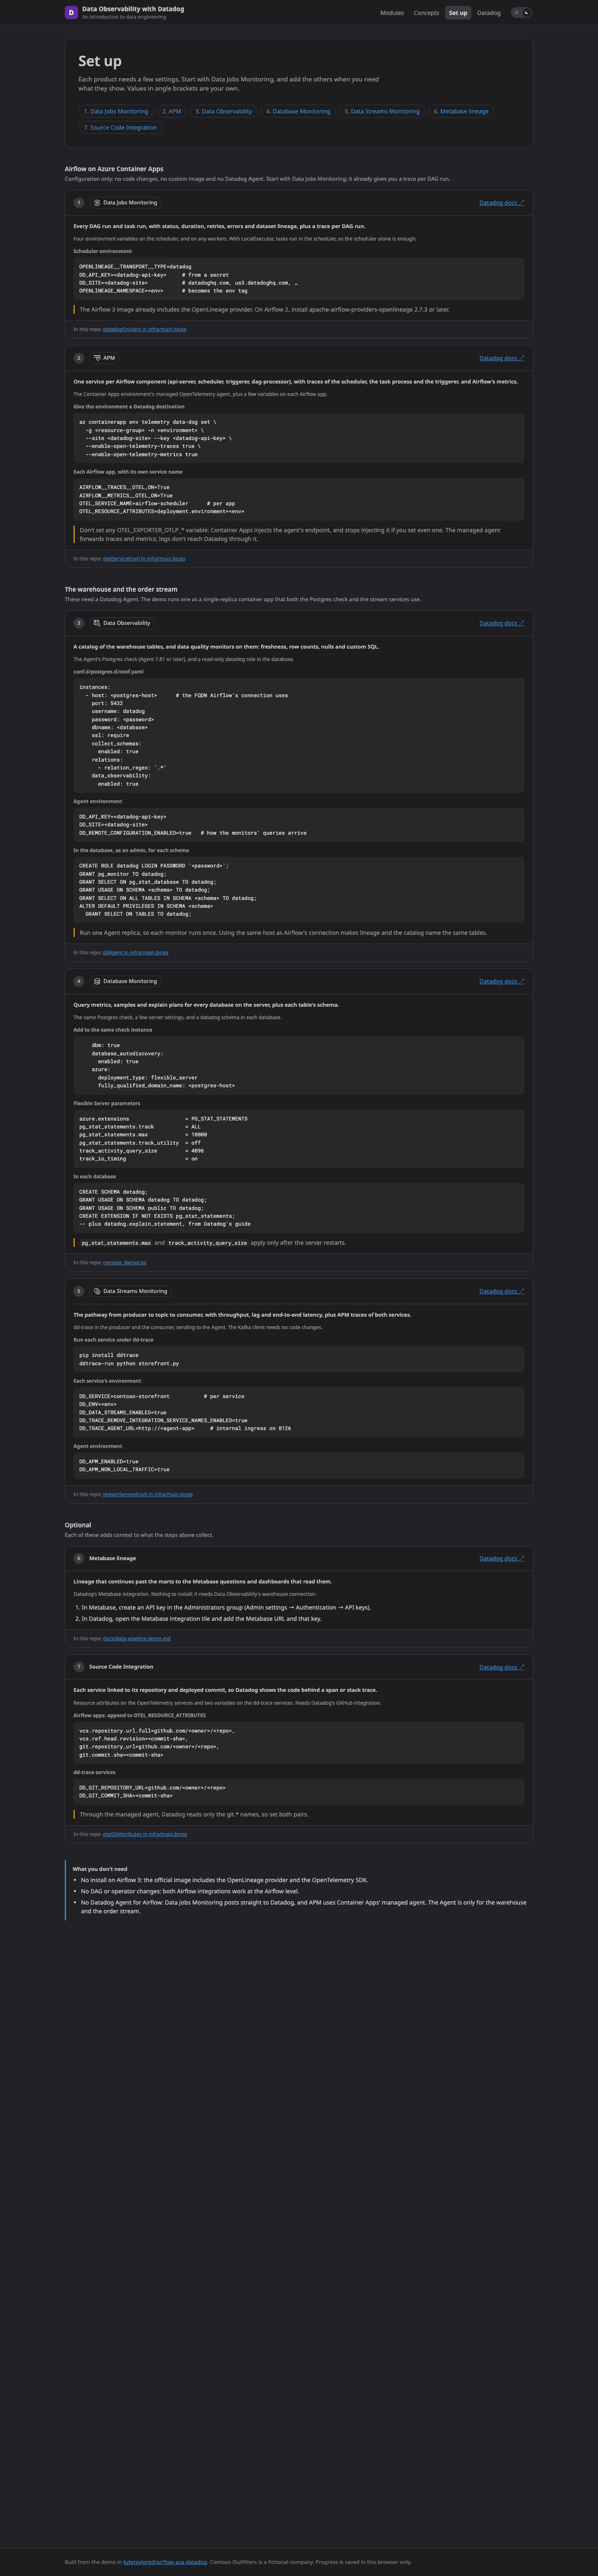 D
Data Observability with Datadog
An introduction to data engineering
Modules
Concepts
Set up
Datadog
Set up
Each product needs a few settings. Start with Data Jobs Monitoring, and add the others when you need
what they show. Values in angle brackets are your own.
1. Data Jobs Monitoring
2. APM
3. Data Observability
4. Database Monitoring
5. Data Streams Monitoring
6. Metabase lineage
7. Source Code Integration
Airflow on Azure Container Apps
Configuration only: no code changes, no custom image and no Datadog Agent. Start with Data Jobs Monitoring; it already gives you a trace per DAG run.
1
Data Jobs Monitoring
Datadog docs ↗
Every DAG run and task run, with status, duration, retries, errors and dataset lineage, plus a trace per DAG run.
Four environment variables on the scheduler, and on any workers. With LocalExecutor, tasks run in the scheduler, so the scheduler alone is enough.
Scheduler environment
OPENLINEAGE__TRANSPORT__TYPE=datadog
DD_API_KEY=<datadog-api-key>     # from a secret
DD_SITE=<datadog-site>           # datadoghq.com, us3.datadoghq.com, …
OPENLINEAGE_NAMESPACE=<env>      # becomes the env tag
The Airflow 3 image already includes the OpenLineage provider. On Airflow 2, install apache-airflow-providers-openlineage 2.7.3 or later.
In this repo: datadogEnvVars in infra/main.bicep
2
APM
Datadog docs ↗
One service per Airflow component (api-server, scheduler, triggerer, dag-processor), with traces of the scheduler, the task process and the triggerer, and Airflow's metrics.
The Container Apps environment's managed OpenTelemetry agent, plus a few variables on each Airflow app.
Give the environment a Datadog destination
az containerapp env telemetry data-dog set \
  -g <resource-group> -n <environment> \
  --site <datadog-site> --key <datadog-api-key> \
  --enable-open-telemetry-traces true \
  --enable-open-telemetry-metrics true
Each Airflow app, with its own service name
AIRFLOW__TRACES__OTEL_ON=True
AIRFLOW__METRICS__OTEL_ON=True
OTEL_SERVICE_NAME=airflow-scheduler      # per app
OTEL_RESOURCE_ATTRIBUTES=deployment.environment=<env>
Don't set any OTEL_EXPORTER_OTLP_* variable: Container Apps injects the agent's endpoint, and stops injecting it if you set even one. The managed agent
forwards traces and metrics; logs don't reach Datadog through it.
In this repo: otelServiceEnv() in infra/main.bicep
The warehouse and the order stream
These need a Datadog Agent. The demo runs one as a single-replica container app that both the Postgres check and the stream services use.
3
Data Observability
Datadog docs ↗
A catalog of the warehouse tables, and data quality monitors on them: freshness, row counts, nulls and custom SQL.
The Agent's Postgres check (Agent 7.81 or later), and a read-only datadog role in the database.
conf.d/postgres.d/conf.yaml
instances:
  - host: <postgres-host>      # the FQDN Airflow's connection uses
    port: 5432
    username: datadog
    password: <password>
    dbname: <database>
    ssl: require
    collect_schemas:
      enabled: true
    relations:
      - relation_regex: '.*'
    data_observability:
      enabled: true
Agent environment
DD_API_KEY=<datadog-api-key>
DD_SITE=<datadog-site>
DD_REMOTE_CONFIGURATION_ENABLED=true   # how the monitors' queries arrive
In the database, as an admin, for each schema
CREATE ROLE datadog LOGIN PASSWORD '<password>';
GRANT pg_monitor TO datadog;
GRANT SELECT ON pg_stat_database TO datadog;
GRANT USAGE ON SCHEMA <schema> TO datadog;
GRANT SELECT ON ALL TABLES IN SCHEMA <schema> TO datadog;
ALTER DEFAULT PRIVILEGES IN SCHEMA <schema>
  GRANT SELECT ON TABLES TO datadog;
Run one Agent replica, so each monitor runs once. Using the same host as Airflow's connection makes lineage and the catalog name the same tables.
In this repo: ddAgent in infra/main.bicep
4
Database Monitoring
Datadog docs ↗
Query metrics, samples and explain plans for every database on the server, plus each table's schema.
The same Postgres check, a few server settings, and a datadog schema in each database.
Add to the same check instance
    dbm: true
    database_autodiscovery:
      enabled: true
    azure:
      deployment_type: flexible_server
      fully_qualified_domain_name: <postgres-host>
Flexible Server parameters
azure.extensions                  = PG_STAT_STATEMENTS
pg_stat_statements.track          = ALL
pg_stat_statements.max            = 10000
pg_stat_statements.track_utility  = off
track_activity_query_size         = 4096
track_io_timing                   = on
In each database
CREATE SCHEMA datadog;
GRANT USAGE ON SCHEMA datadog TO datadog;
GRANT USAGE ON SCHEMA public TO datadog;
CREATE EXTENSION IF NOT EXISTS pg_stat_statements;
-- plus datadog.explain_statement, from Datadog's guide
pg_stat_statements.max and track_activity_query_size apply only after the server restarts.
In this repo: contoso_dwh/pl.py
5
Data Streams Monitoring
Datadog docs ↗
The pathway from producer to topic to consumer, with throughput, lag and end-to-end latency, plus APM traces of both services.
dd-trace in the producer and the consumer, sending to the Agent. The Kafka client needs no code changes.
Run each service under dd-trace
pip install ddtrace
ddtrace-run python storefront.py
Each service's environment
DD_SERVICE=contoso-storefront           # per service
DD_ENV=<env>
DD_DATA_STREAMS_ENABLED=true
DD_TRACE_REMOVE_INTEGRATION_SERVICE_NAMES_ENABLED=true
DD_TRACE_AGENT_URL=http://<agent-app>     # internal ingress on 8126
Agent environment
DD_APM_ENABLED=true
DD_APM_NON_LOCAL_TRAFFIC=true
In this repo: streamServiceEnv() in infra/main.bicep
Optional
Each of these adds context to what the steps above collect.
6
Metabase lineage
Datadog docs ↗
Lineage that continues past the marts to the Metabase questions and dashboards that read them.
Datadog's Metabase integration. Nothing to install; it needs Data Observability's warehouse connection.
1. In Metabase, create an API key in the Administrators group (Admin settings → Authentication → API keys).
2. In Datadog, open the Metabase integration tile and add the Metabase URL and that key.
In this repo: docs/data-pipeline-demo.md
7
Source Code Integration
Datadog docs ↗
Each service linked to its repository and deployed commit, so Datadog shows the code behind a span or stack trace.
Resource attributes on the OpenTelemetry services and two variables on the dd-trace services. Needs Datadog's GitHub integration.
Airflow apps: append to OTEL_RESOURCE_ATTRIBUTES
vcs.repository.url.full=github.com/<owner>/<repo>,
vcs.ref.head.revision=<commit-sha>,
git.repository_url=github.com/<owner>/<repo>,
git.commit.sha=<commit-sha>
dd-trace services
DD_GIT_REPOSITORY_URL=github.com/<owner>/<repo>
DD_GIT_COMMIT_SHA=<commit-sha>
Through the managed agent, Datadog reads only the git.* names, so set both pairs.
In this repo: otelGitAttributes in infra/main.bicep
What you don't need
• No install on Airflow 3: the official image includes the OpenLineage provider and the OpenTelemetry SDK.
• No DAG or operator changes: both Airflow integrations work at the Airflow level.
• No Datadog Agent for Airflow: Data Jobs Monitoring posts straight to Datadog, and APM uses Container Apps' managed agent. The Agent is only for the warehouse
and the order stream.
Built from the demo in kyletaylored/airflow-aca-datadog. Contoso Outfitters is a fictional company. Progress is saved in this browser only.